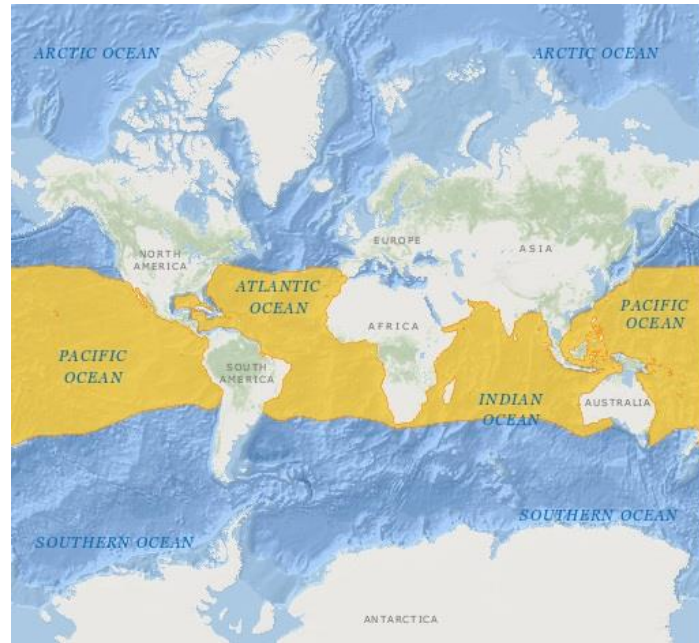 ARCTIC OCEAN
ARCTIC OCEAN
NORTH
AMERICA
EUROPE
ASIA
ATLANTIC
OCEAN
PACIFIC
OCEAN
AFRICA
PACIFIC
OCEAN
SOUTH
AMERICA
INDIAN
OCEAN
AUSTRALIA
SOUTHERN OCEAN
SOUTHERN OCEAN
ANTARCTICA